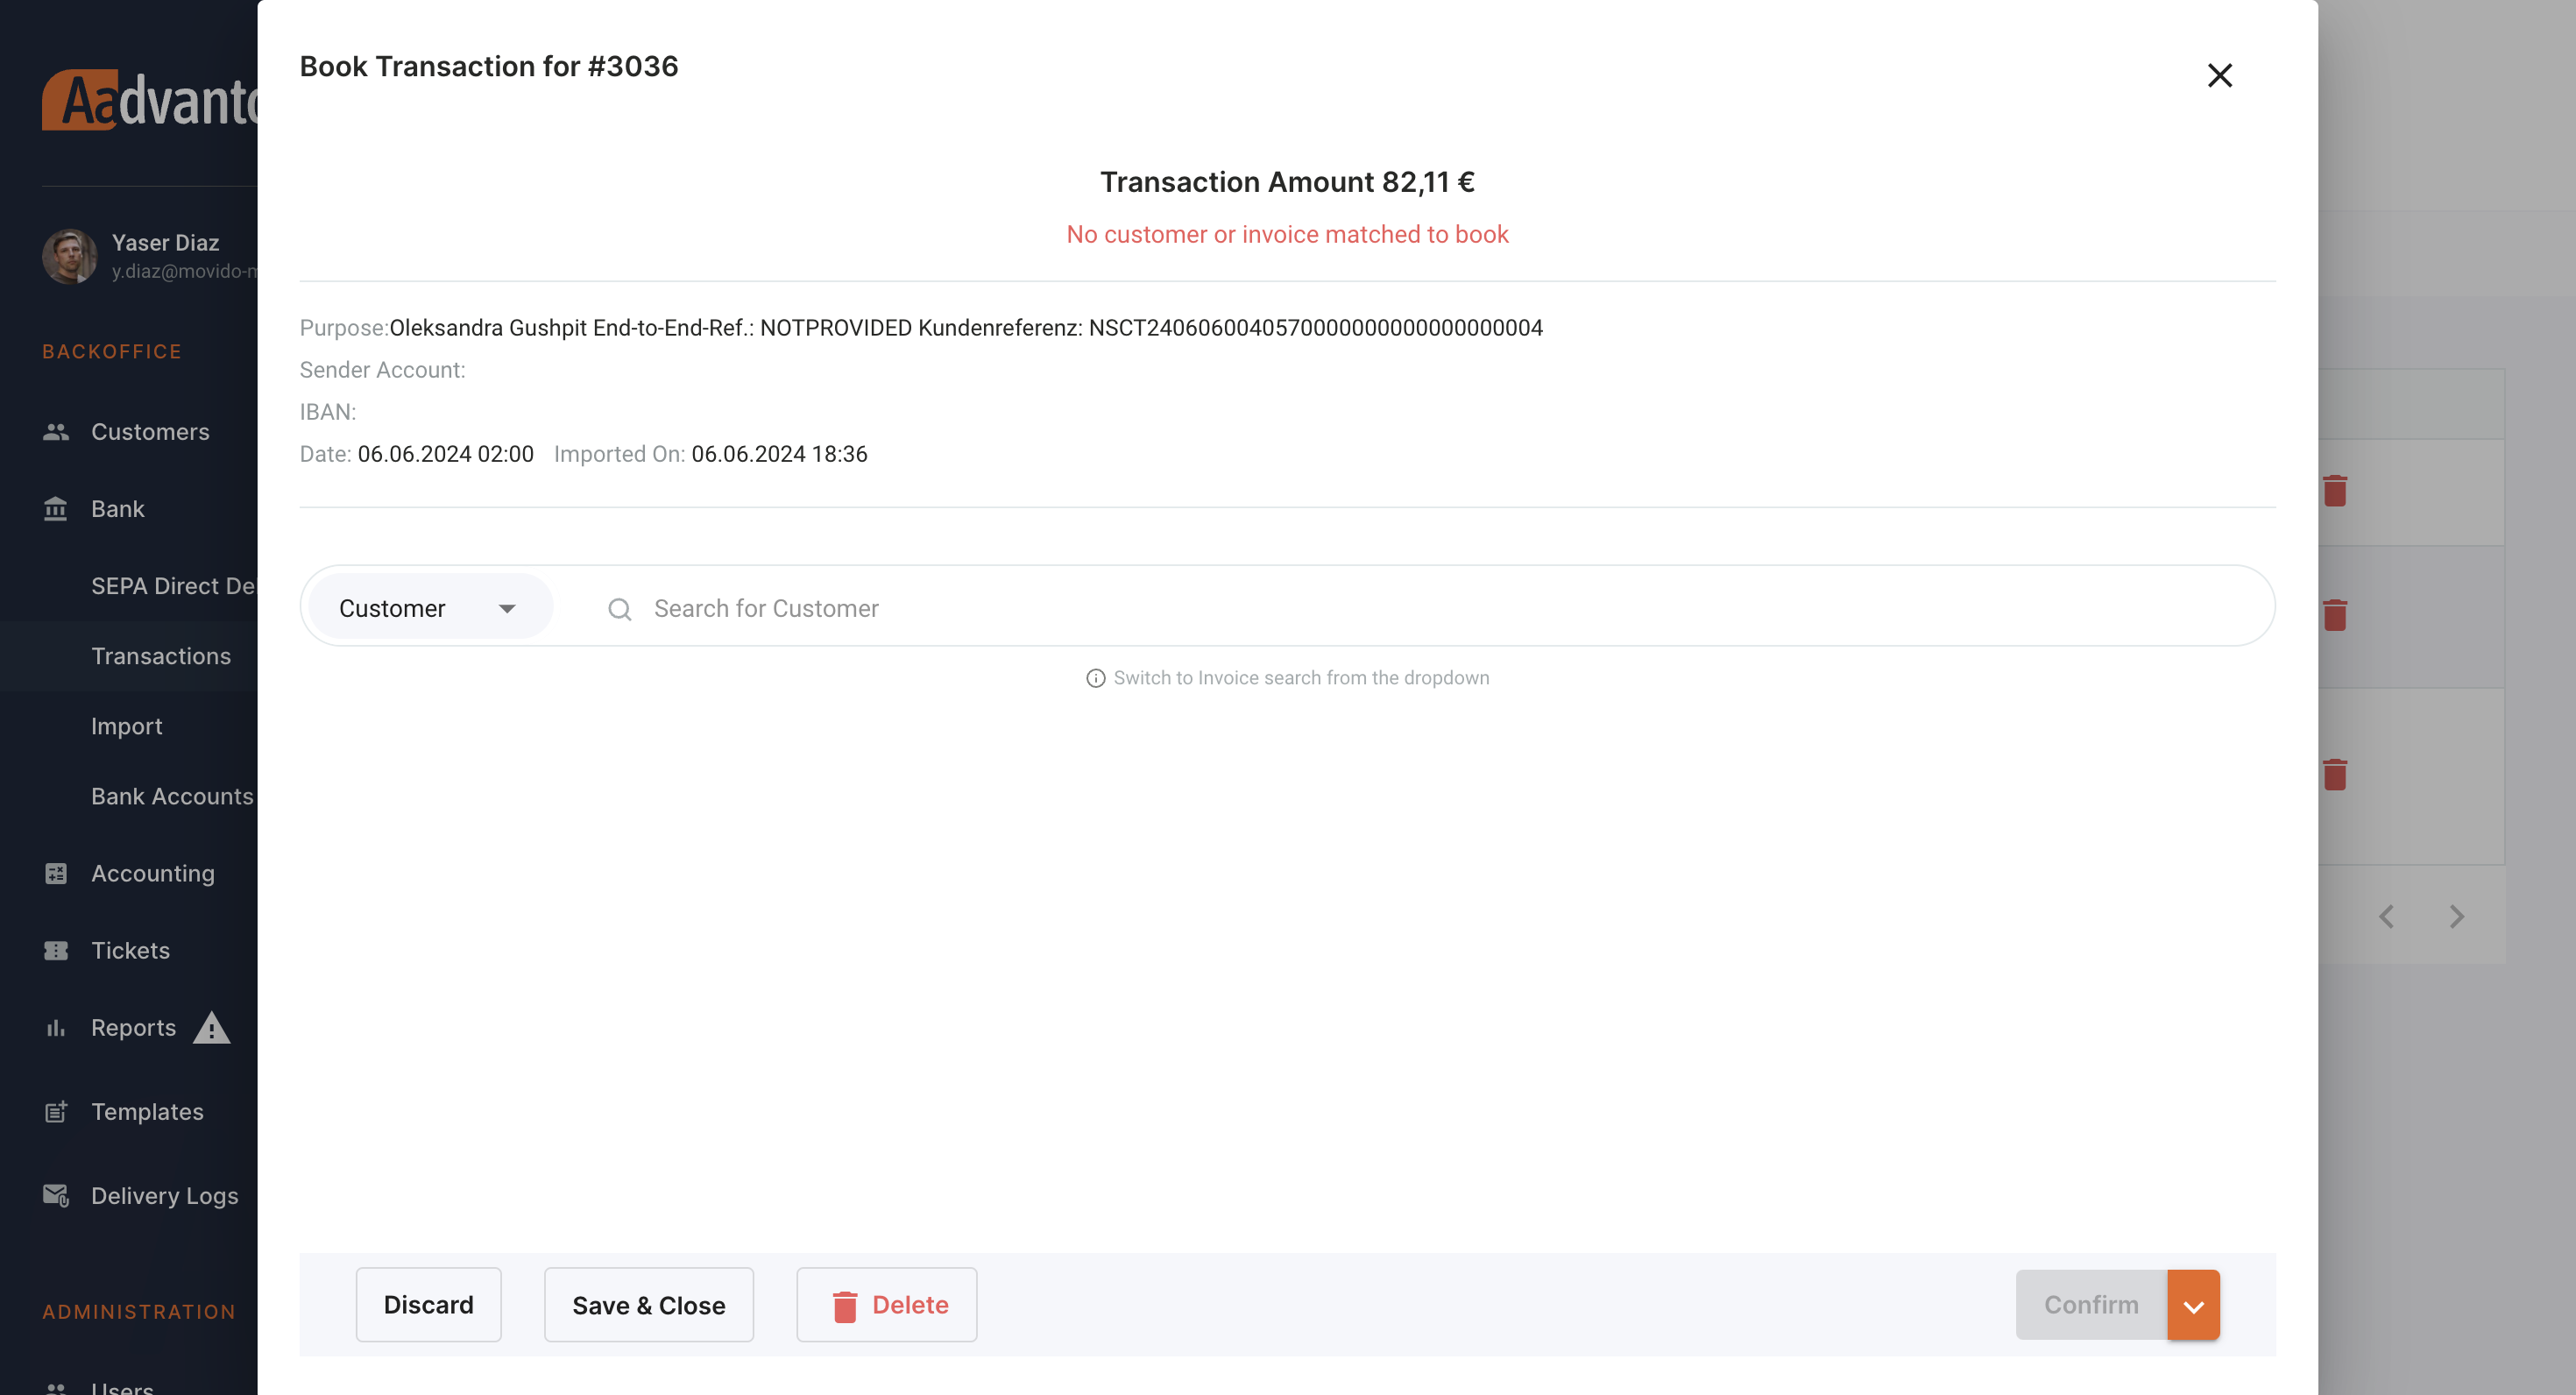 Book Transaction for #3036
Aadvanto
Transaction Amount 82,11 €
No customer or invoice matched to book
Yaser Diaz
y.diaz@movido-m
BACKOFFICE
Purpose:Oleksandra Gushpit End-to-End-Ref.: NOTPROVIDED Kundenreferenz: NSCT2406060040570000000000000000004
Sender Account:
IBAN:
Date: 06.06.2024 02:00 Imported On: 06.06.2024 18:36
Customers
Bank
SEPA Direct De
Transactions
Import
Bank Accounts
Accounting
Tickets
Reports
Templates
Delivery Logs
ADMINISTRATION
Users
Customer
Search for Customer
Switch to Invoice search from the dropdown
Discard
Save & Close
Delete
Confirm